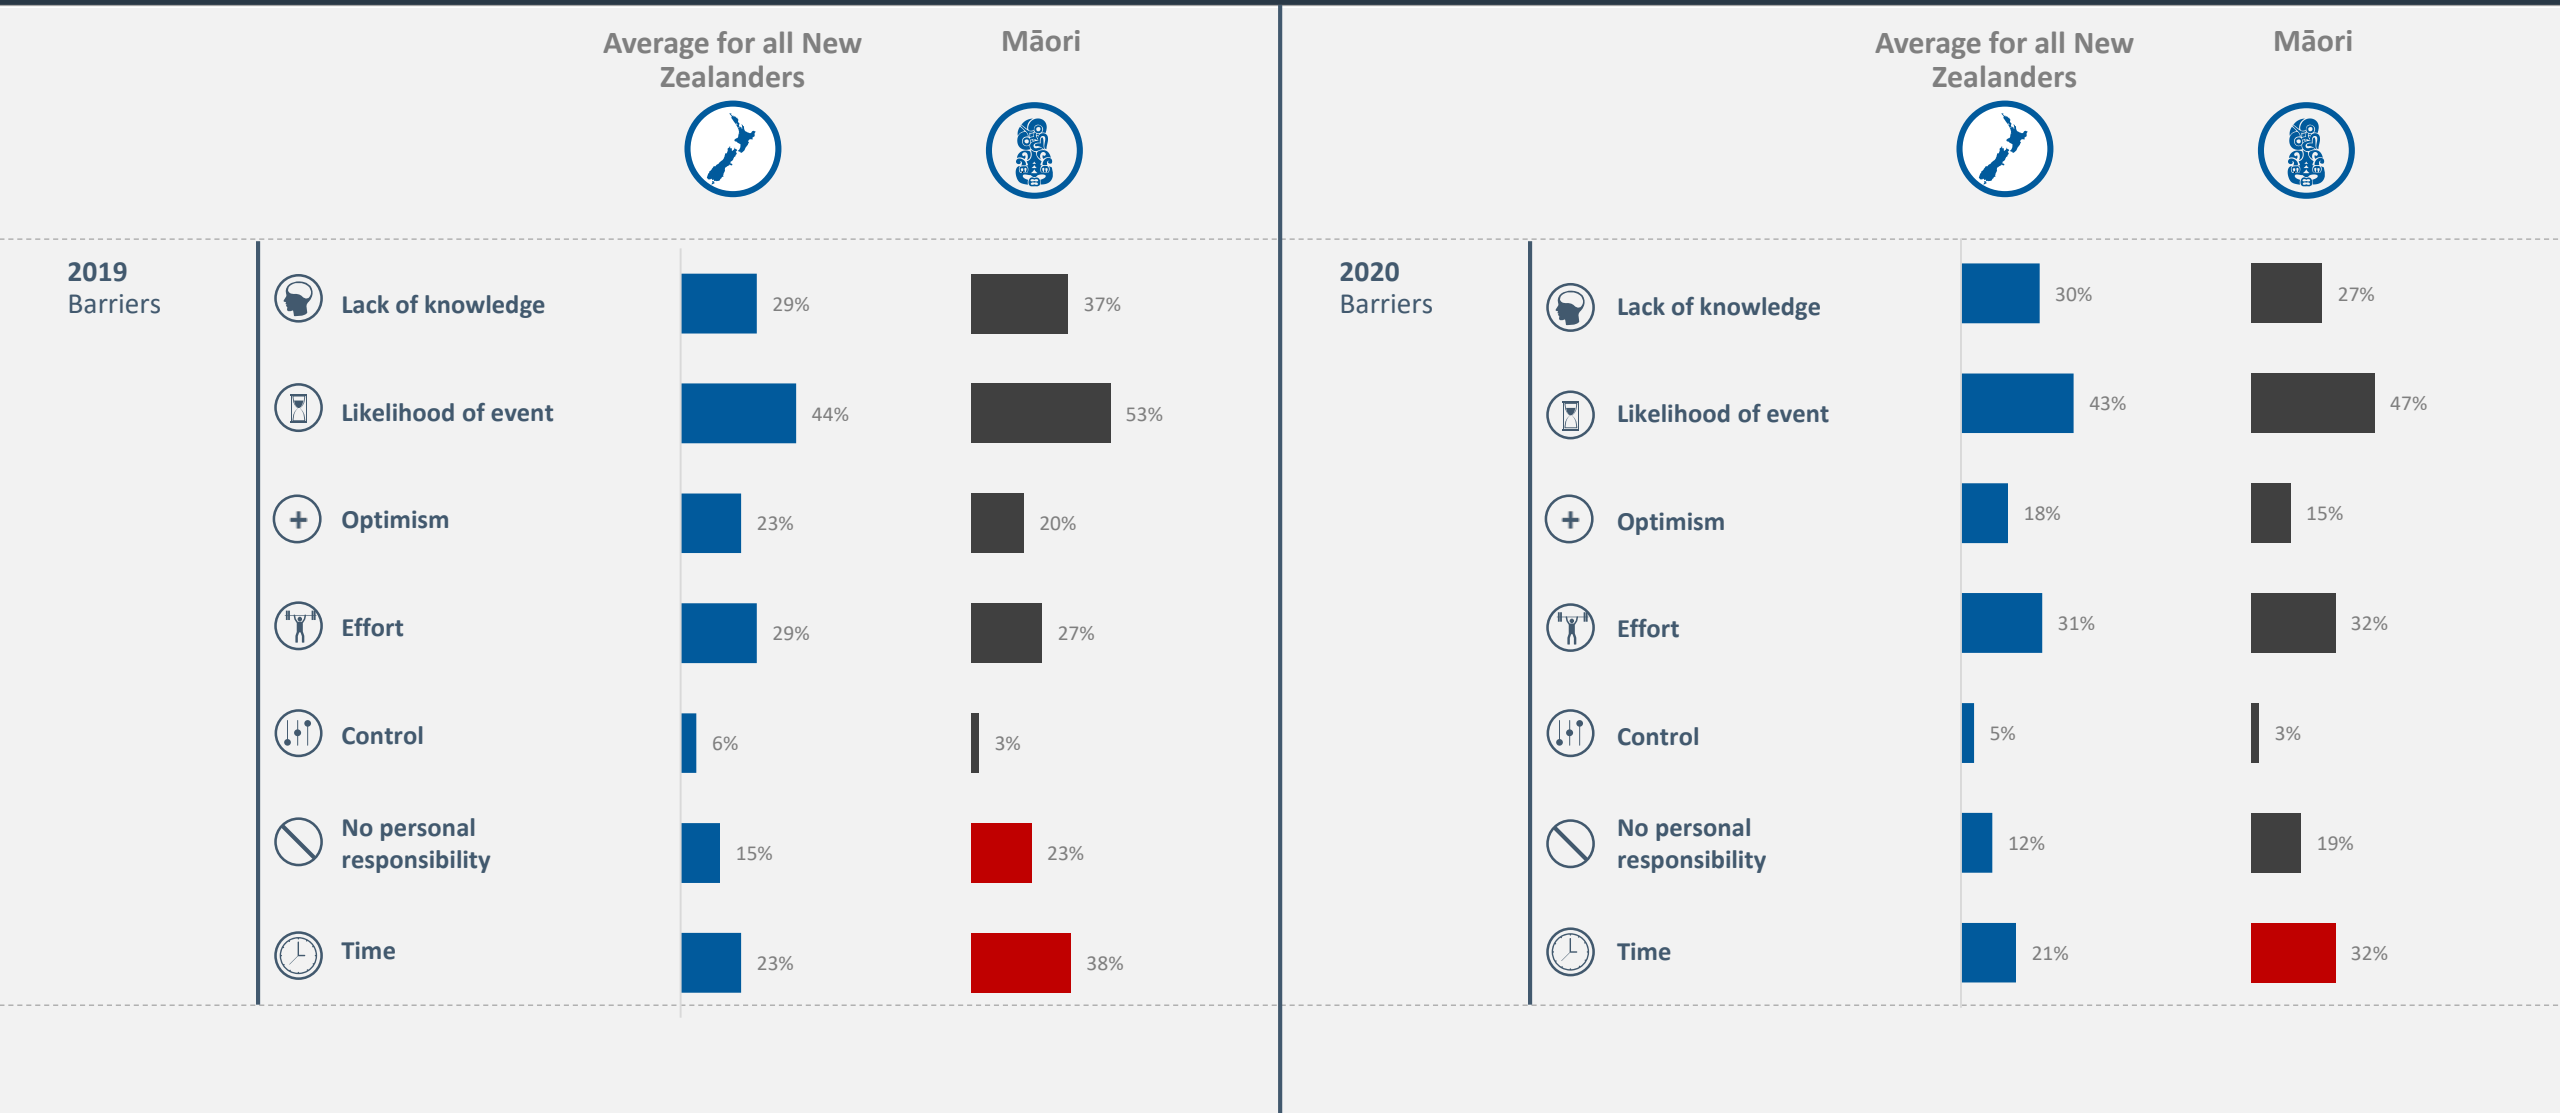 Average for all New
Zealanders
Māori
2019
Barriers
Lack of knowledge
29%
37%
Likelihood of event
44%
53%
Optimism
23%
20%
Effort
29%
27%
Control
6%
3%
No personal
responsibility
15%
23%
Time
23%
38%
Average for all New
Zealanders
Māori
2020
Barriers
Lack of knowledge
30%
27%
Likelihood of event
43%
47%
Optimism
18%
15%
Effort
31%
32%
Control
5%
3%
No personal
responsibility
12%
19%
Time
21%
32%